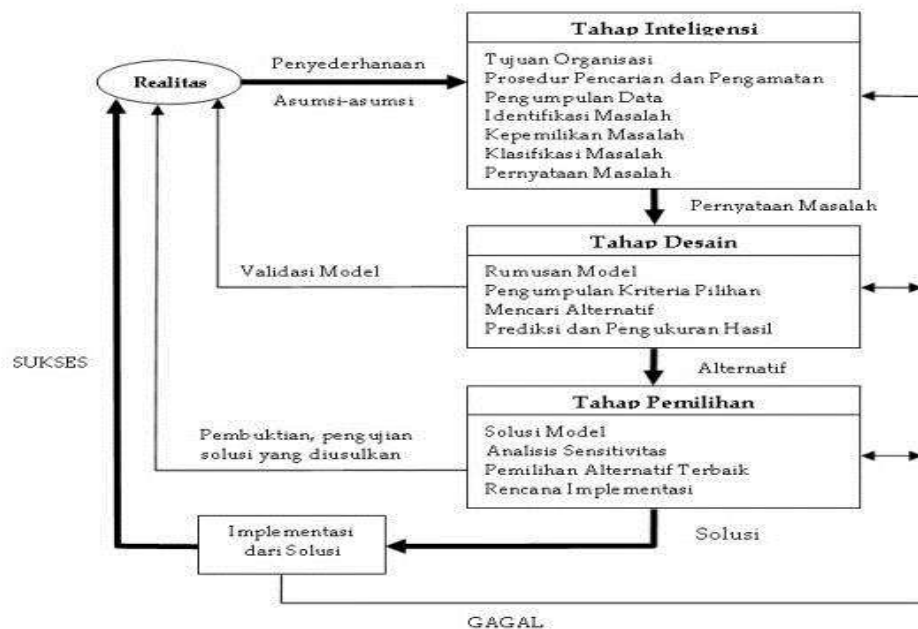 Tahap Inteligensi
Realitas
Penyederhanaan
Asumsi-asumsi
Tujuan Organisasi
Prosedur Pencarian dan Pengamatan
Pengumpulan Data
Identifikasi Masalah
Kepemilikan Masalah
Klasifikasi Masalah
Pernyataan Masalah
Pernyataan Masalah
Tahap Desain
Validasi Model
Rumusan Model
Pengumpulan Kriteria Pilihan
Mencari Alternatif
Prediksi dan Pengukuran Hasil
SUKSES
Alternatif
Tahap Pemilihan
Pembuktian, pengujian
solusi yang diusulkan
Solusi Model
Analisis Sensitivitas
Pemilihan Alternatif Terbaik
Rencana Implementasi
Implementasi
dari Solusi
Solusi
GAGAL